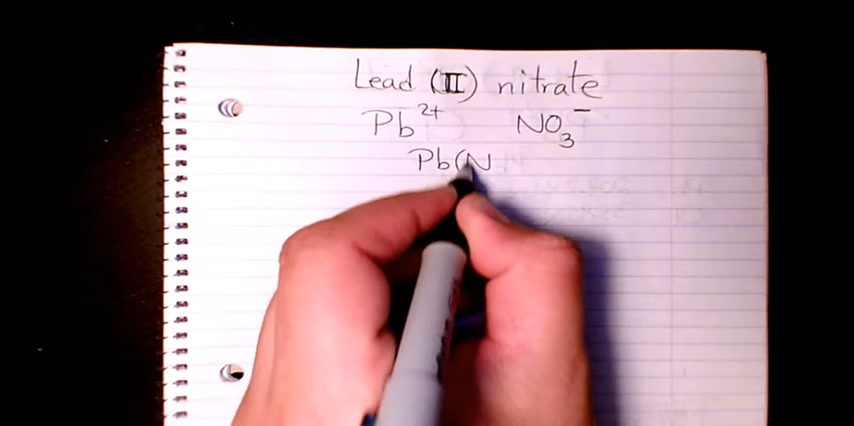 Lead (II) nitrate
Pb²⁺ NO₃⁻
Pb(N